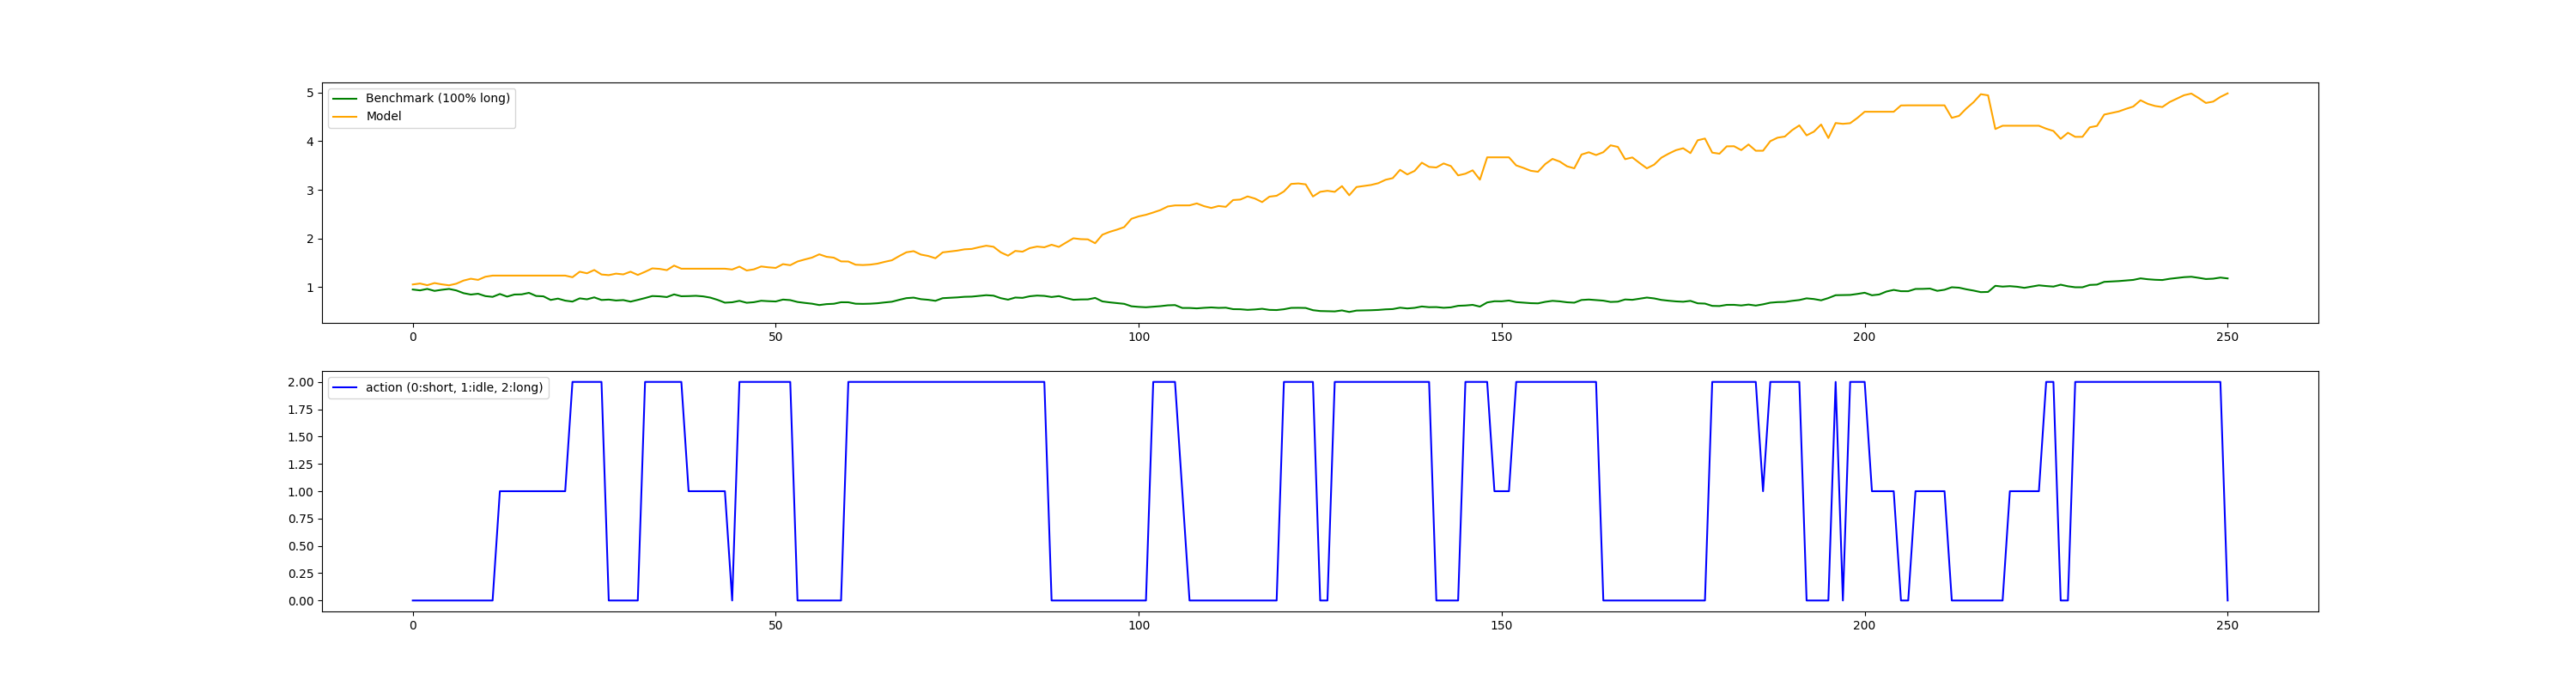 5
4
3
2
1
Benchmark (100% long)
Model
0 50 100 150 200 250
2.00
1.75
1.50
1.25
1.00
0.75
0.50
0.25
0.00
action (0:short, 1:idle, 2:long)
0 50 100 150 200 250